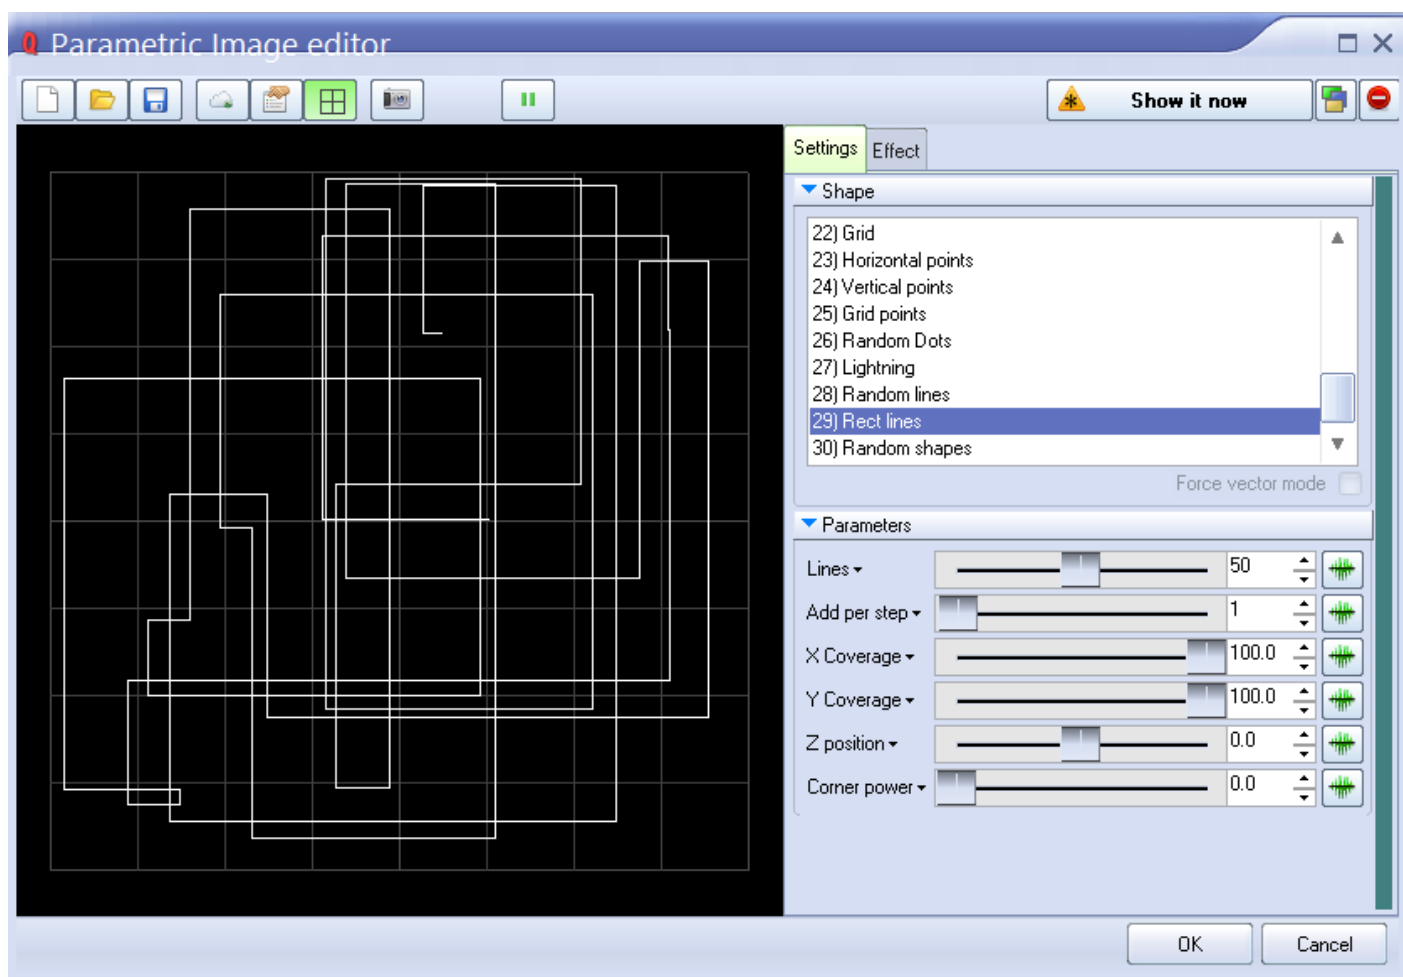 Parametric Image editor
Show it now
Settings
Effect
Shape
22) Grid
23) Horizontal points
24) Vertical points
25) Grid points
26) Random Dots
27) Lightning
28) Random lines
29) Rect lines
30) Random shapes
Force vector mode
Parameters
Lines 50
Add per step 1
X Coverage 100.0
Y Coverage 100.0
Z position 0.0
Corner power 0.0
OK
Cancel